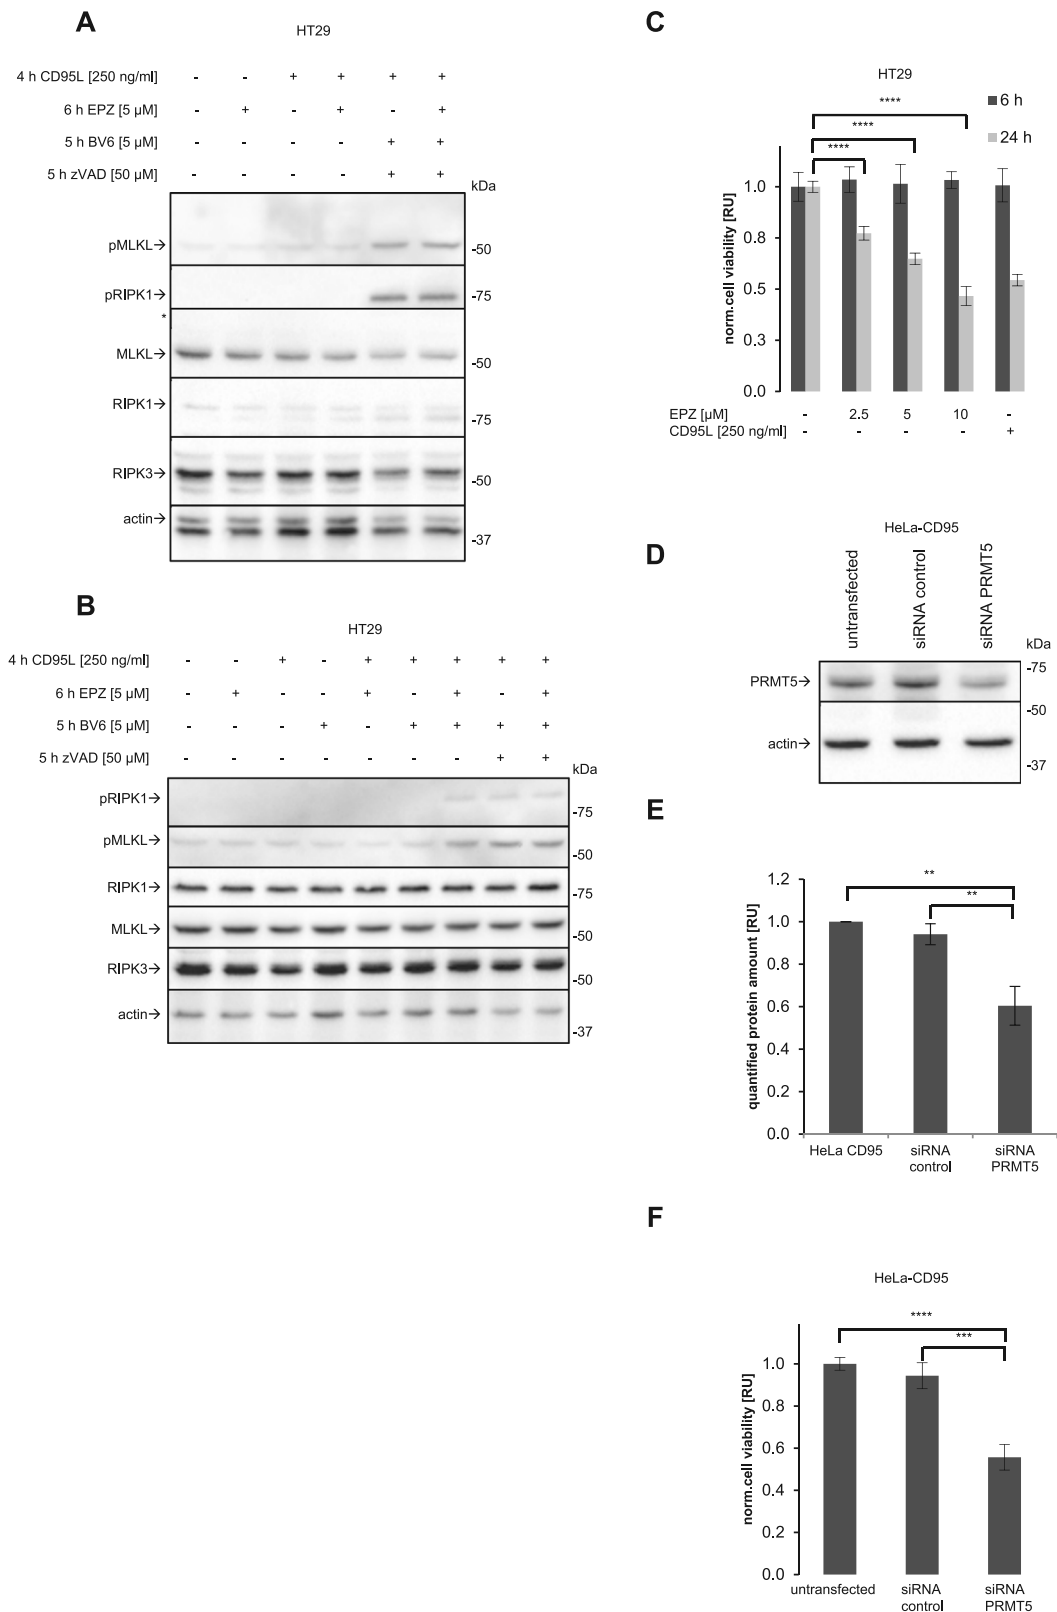 A
HT29
4 h CD95L [250 ng/ml] - - + + + +
6 h EPZ [5 µM] - + - + - +
5 h BV6 [5 µM] - - - - + +
5 h zVAD [50 µM] - - - - + +
kDa
pMLKL→ -50
pRIPK1→ -75
*
MLKL→ -50
RIPK1→ -75
RIPK3→ -50
actin→ -37
B
HT29
4 h CD95L [250 ng/ml] - - + - + + + + +
6 h EPZ [5 µM] - + - - + - + - +
5 h BV6 [5 µM] - - - + - + + + +
5 h zVAD [50 µM] - - - - - - - + +
kDa
pRIPK1→ -75
pMLKL→ -50
RIPK1→ -75
MLKL→ -50
RIPK3→ -50
actin→ -37
C
HT29
6 h
24 h
****
****
****
norm.cell viability [RU]
1.0
0.8
0.5
0.3
0.0
EPZ [µM] - 2.5 5 10 -
CD95L [250 ng/ml] - - - - +
D
HeLa-CD95
untransfected
siRNA control
siRNA PRMT5
kDa
PRMT5→ -75
-50
actin→
-37
E
**
**
quantified protein amount [RU]
1.2
1.0
0.8
0.6
0.4
0.2
0.0
HeLa CD95 siRNA control siRNA PRMT5
F
HeLa-CD95
****
***
norm.cell viability [RU]
1.0
0.8
0.6
0.4
0.2
0.0
untransfected siRNA control siRNA PRMT5